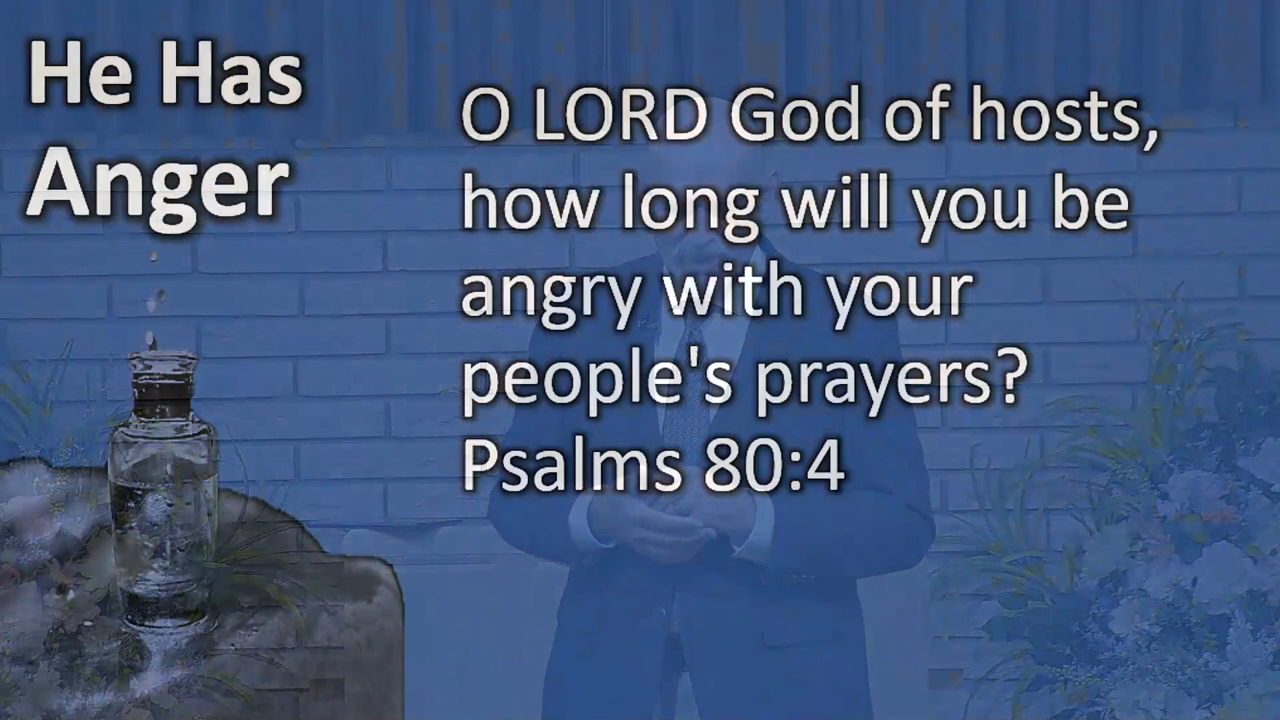 He Has
Anger
O LORD God of hosts,
how long will you be
angry with your
people's prayers?
Psalms 80:4